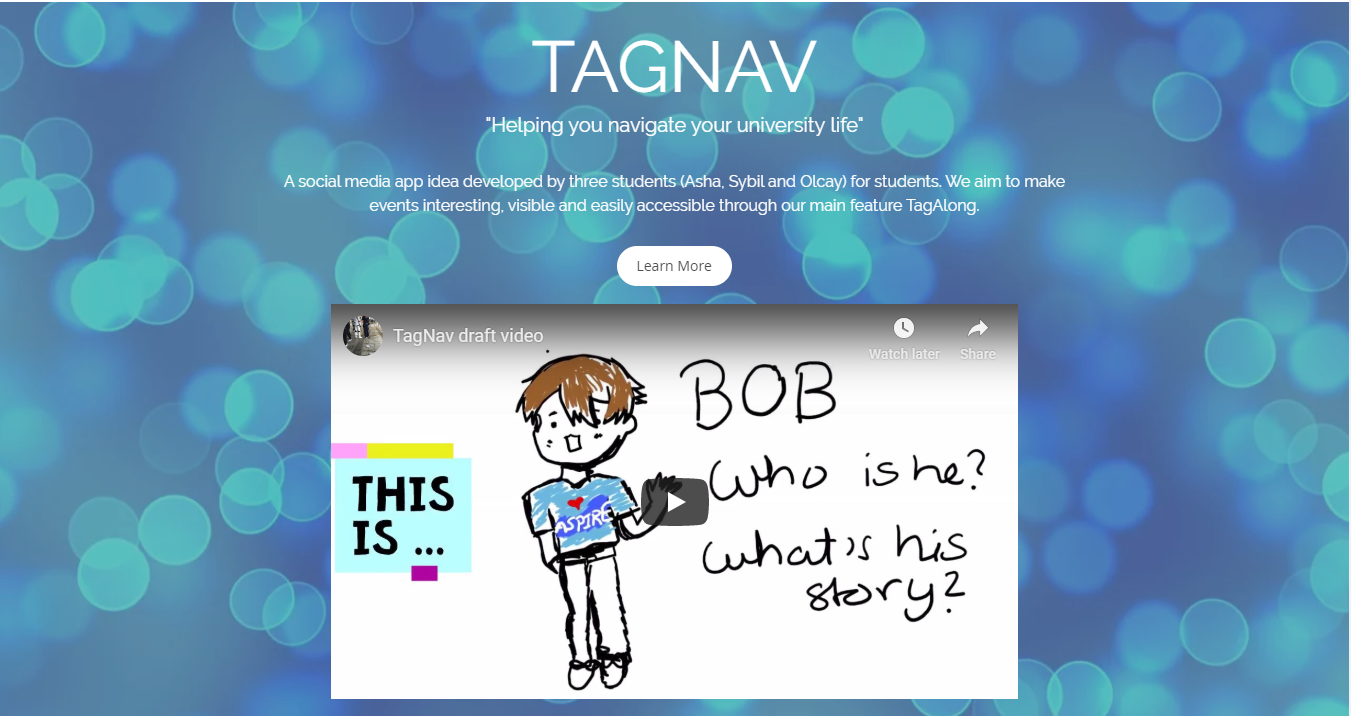 TAGNAV
"Helping you navigate your university life"
A social media app idea developed by three students (Asha, Sybil and Olcay) for students. We aim to make
events interesting, visible and easily accessible through our main feature TagAlong.
Learn More
TagNav draft video
Watch later
Share
THIS
IS ...
ASPIRE
BOB
Who is he?
What's his
story?